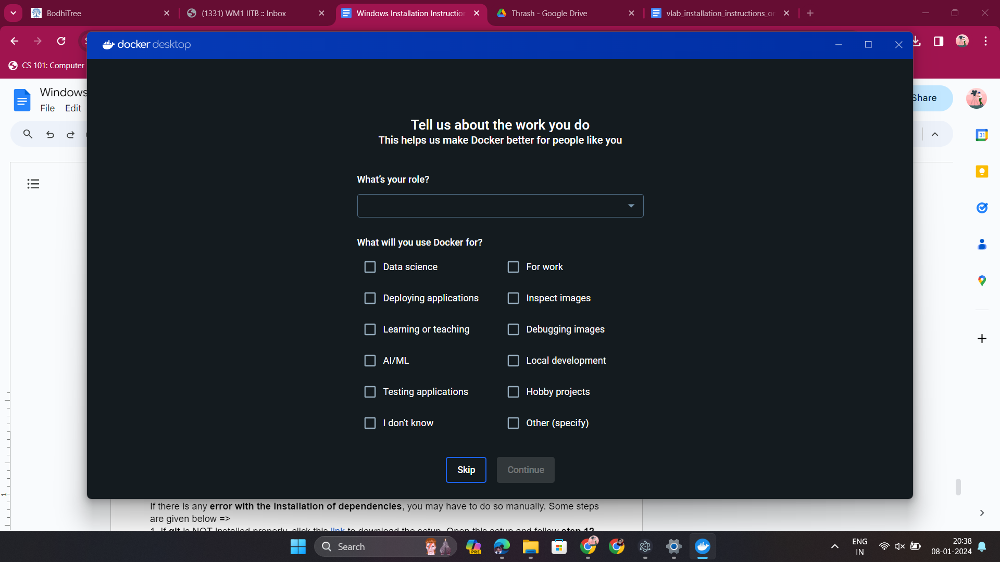 BodhiTree
(1331) WM1 IITB :: Inbox
Windows Installation Instructio
Thrash - Google Drive
vlab_installation_instructions_o
docker desktop
CS 101: Computer
Windows
File Edit
Share
31
Tell us about the work you do
This helps us make Docker better for people like you
What's your role?
What will you use Docker for?
Data science
For work
Deploying applications
Inspect images
Learning or teaching
Debugging images
AI/ML
Local development
Testing applications
Hobby projects
I don't know
Other (specify)
Skip
Continue
1
If there is any error with the installation of dependencies, you may have to do so manually. Some steps
are given below =>
1. If git is NOT installed properly, click this link to download the setup. Open this setup and follow step 12
Search
PRE
ENG
IN
20:38
08-01-2024